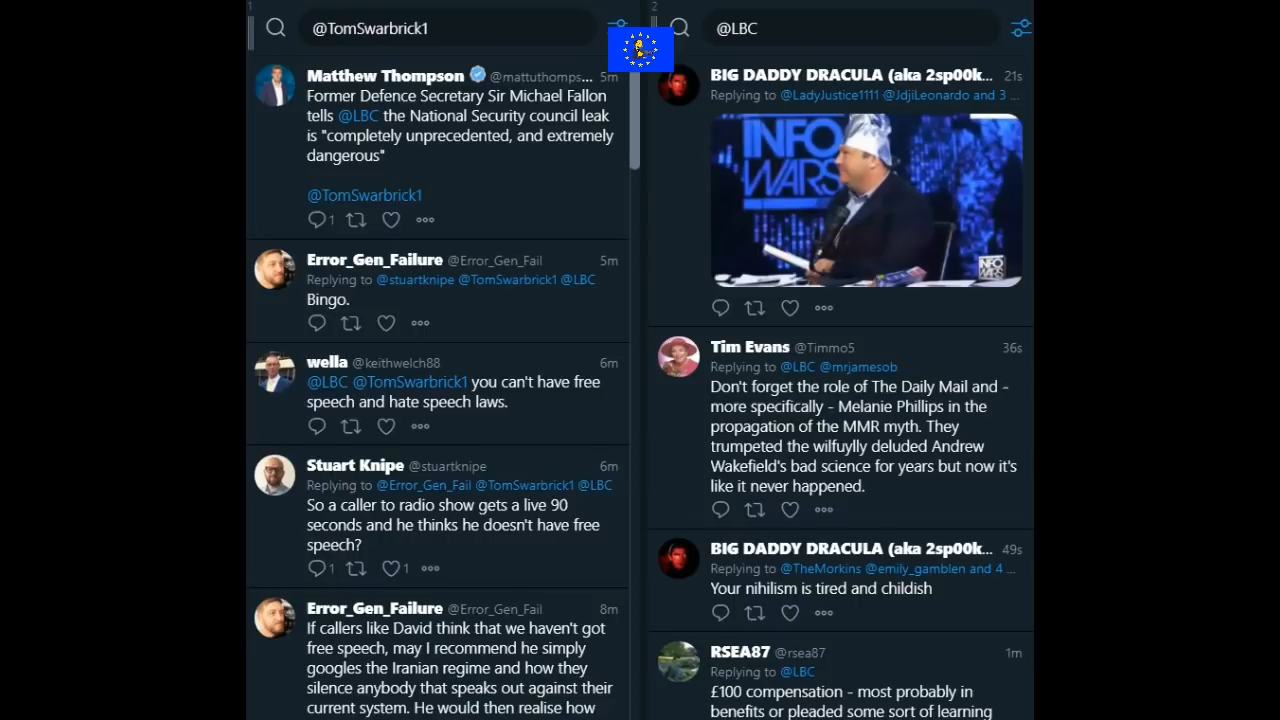 1
@TomSwarbrick1
Matthew Thompson @mattuthomps... 5m
Former Defence Secretary Sir Michael Fallon
tells @LBC the National Security council leak
is "completely unprecedented, and extremely
dangerous"
@TomSwarbrick1
1
Error_Gen_Failure @Error_Gen_Fail 5m
Replying to @stuartknipe @TomSwarbrick1 @LBC
Bingo.
wella @keithwelch88 6m
@LBC @TomSwarbrick1 you can't have free
speech and hate speech laws.
Stuart Knipe @stuartknipe 6m
Replying to @Error_Gen_Fail @TomSwarbrick1 @LBC
So a caller to radio show gets a live 90
seconds and he thinks he doesn't have free
speech?
1 1
Error_Gen_Failure @Error_Gen_Fail 8m
If callers like David think that we haven't got
free speech, may I recommend he simply
googles the Iranian regime and how they
silence anybody that speaks out against their
current system. He would then realise how
2
@LBC
BIG DADDY DRACULA (aka 2sp00k... 21s
Replying to @LadyJustice1111 @JdjiLeonardo and 3 ...
INFO
WARS
INFO
WARS
Tim Evans @Timmo5 36s
Replying to @LBC @mrjamesob
Don't forget the role of The Daily Mail and -
more specifically - Melanie Phillips in the
propagation of the MMR myth. They
trumpeted the wilfuylly deluded Andrew
Wakefield's bad science for years but now it's
like it never happened.
BIG DADDY DRACULA (aka 2sp00k... 49s
Replying to @TheMorkins @emily_gamblen and 4 ...
Your nihilism is tired and childish
RSEA87 @rsea87 1m
Replying to @LBC
£100 compensation - most probably in
benefits or pleaded some sort of learning